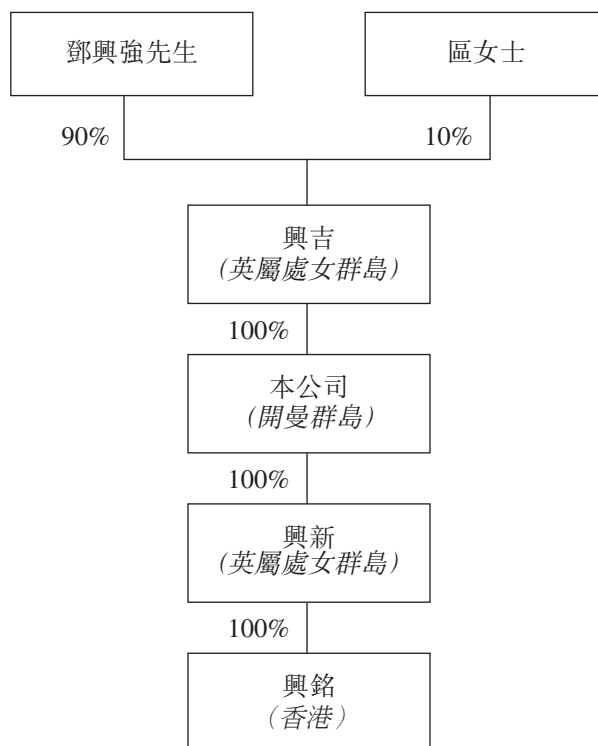 鄧興強先生
區女士
90%
10%
興吉
(英屬處女群島)
100%
本公司
(開曼群島)
100%
興新
(英屬處女群島)
100%
興銘
(香港)